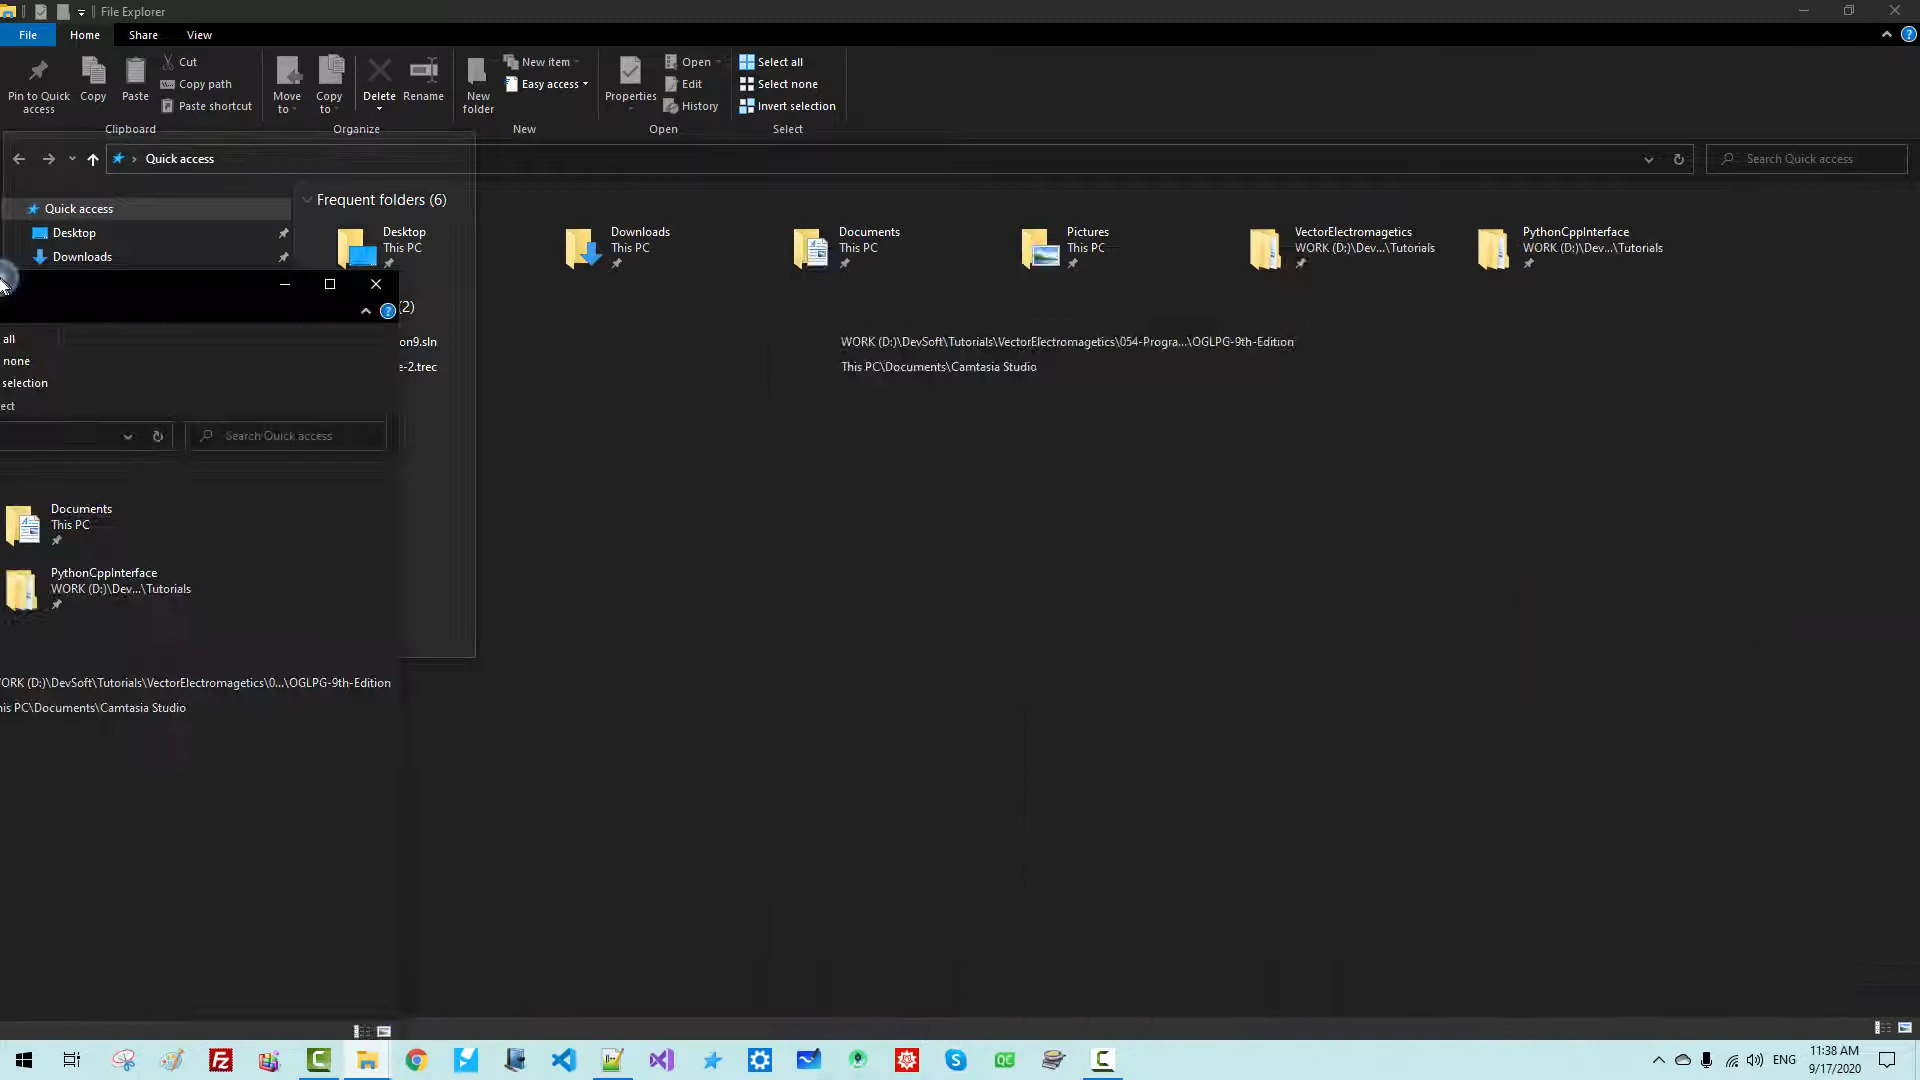 File Explorer
File Home Share View
Pin to Quick access
Copy
Paste
Cut
Copy path
Paste shortcut
Clipboard
Move to
Copy to
Delete
Rename
Organize
New folder
New item
Easy access
New
Properties
Open
Edit
History
Open
Select all
Select none
Invert selection
Select
Quick access
Search Quick access
Quick access
Desktop
Downloads
Frequent folders (6)
Desktop
This PC
Downloads
This PC
Documents
This PC
Pictures
This PC
VectorElectromagetics
WORK (D:)\Dev...\Tutorials
PythonCppInterface
WORK (D:)\Dev...\Tutorials
(2)
on9.sln
WORK (D:)\DevSoft\Tutorials\VectorElectromagetics\054-Progra...\OGLPG-9th-Edition
e-2.trec
This PC\Documents\Camtasia Studio
all
none
selection
ect
Search Quick access
Documents
This PC
PythonCppInterface
WORK (D:)\Dev...\Tutorials
ORK (D:)\DevSoft\Tutorials\VectorElectromagetics\0...\OGLPG-9th-Edition
his PC\Documents\Camtasia Studio
ENG
11:38 AM
9/17/2020